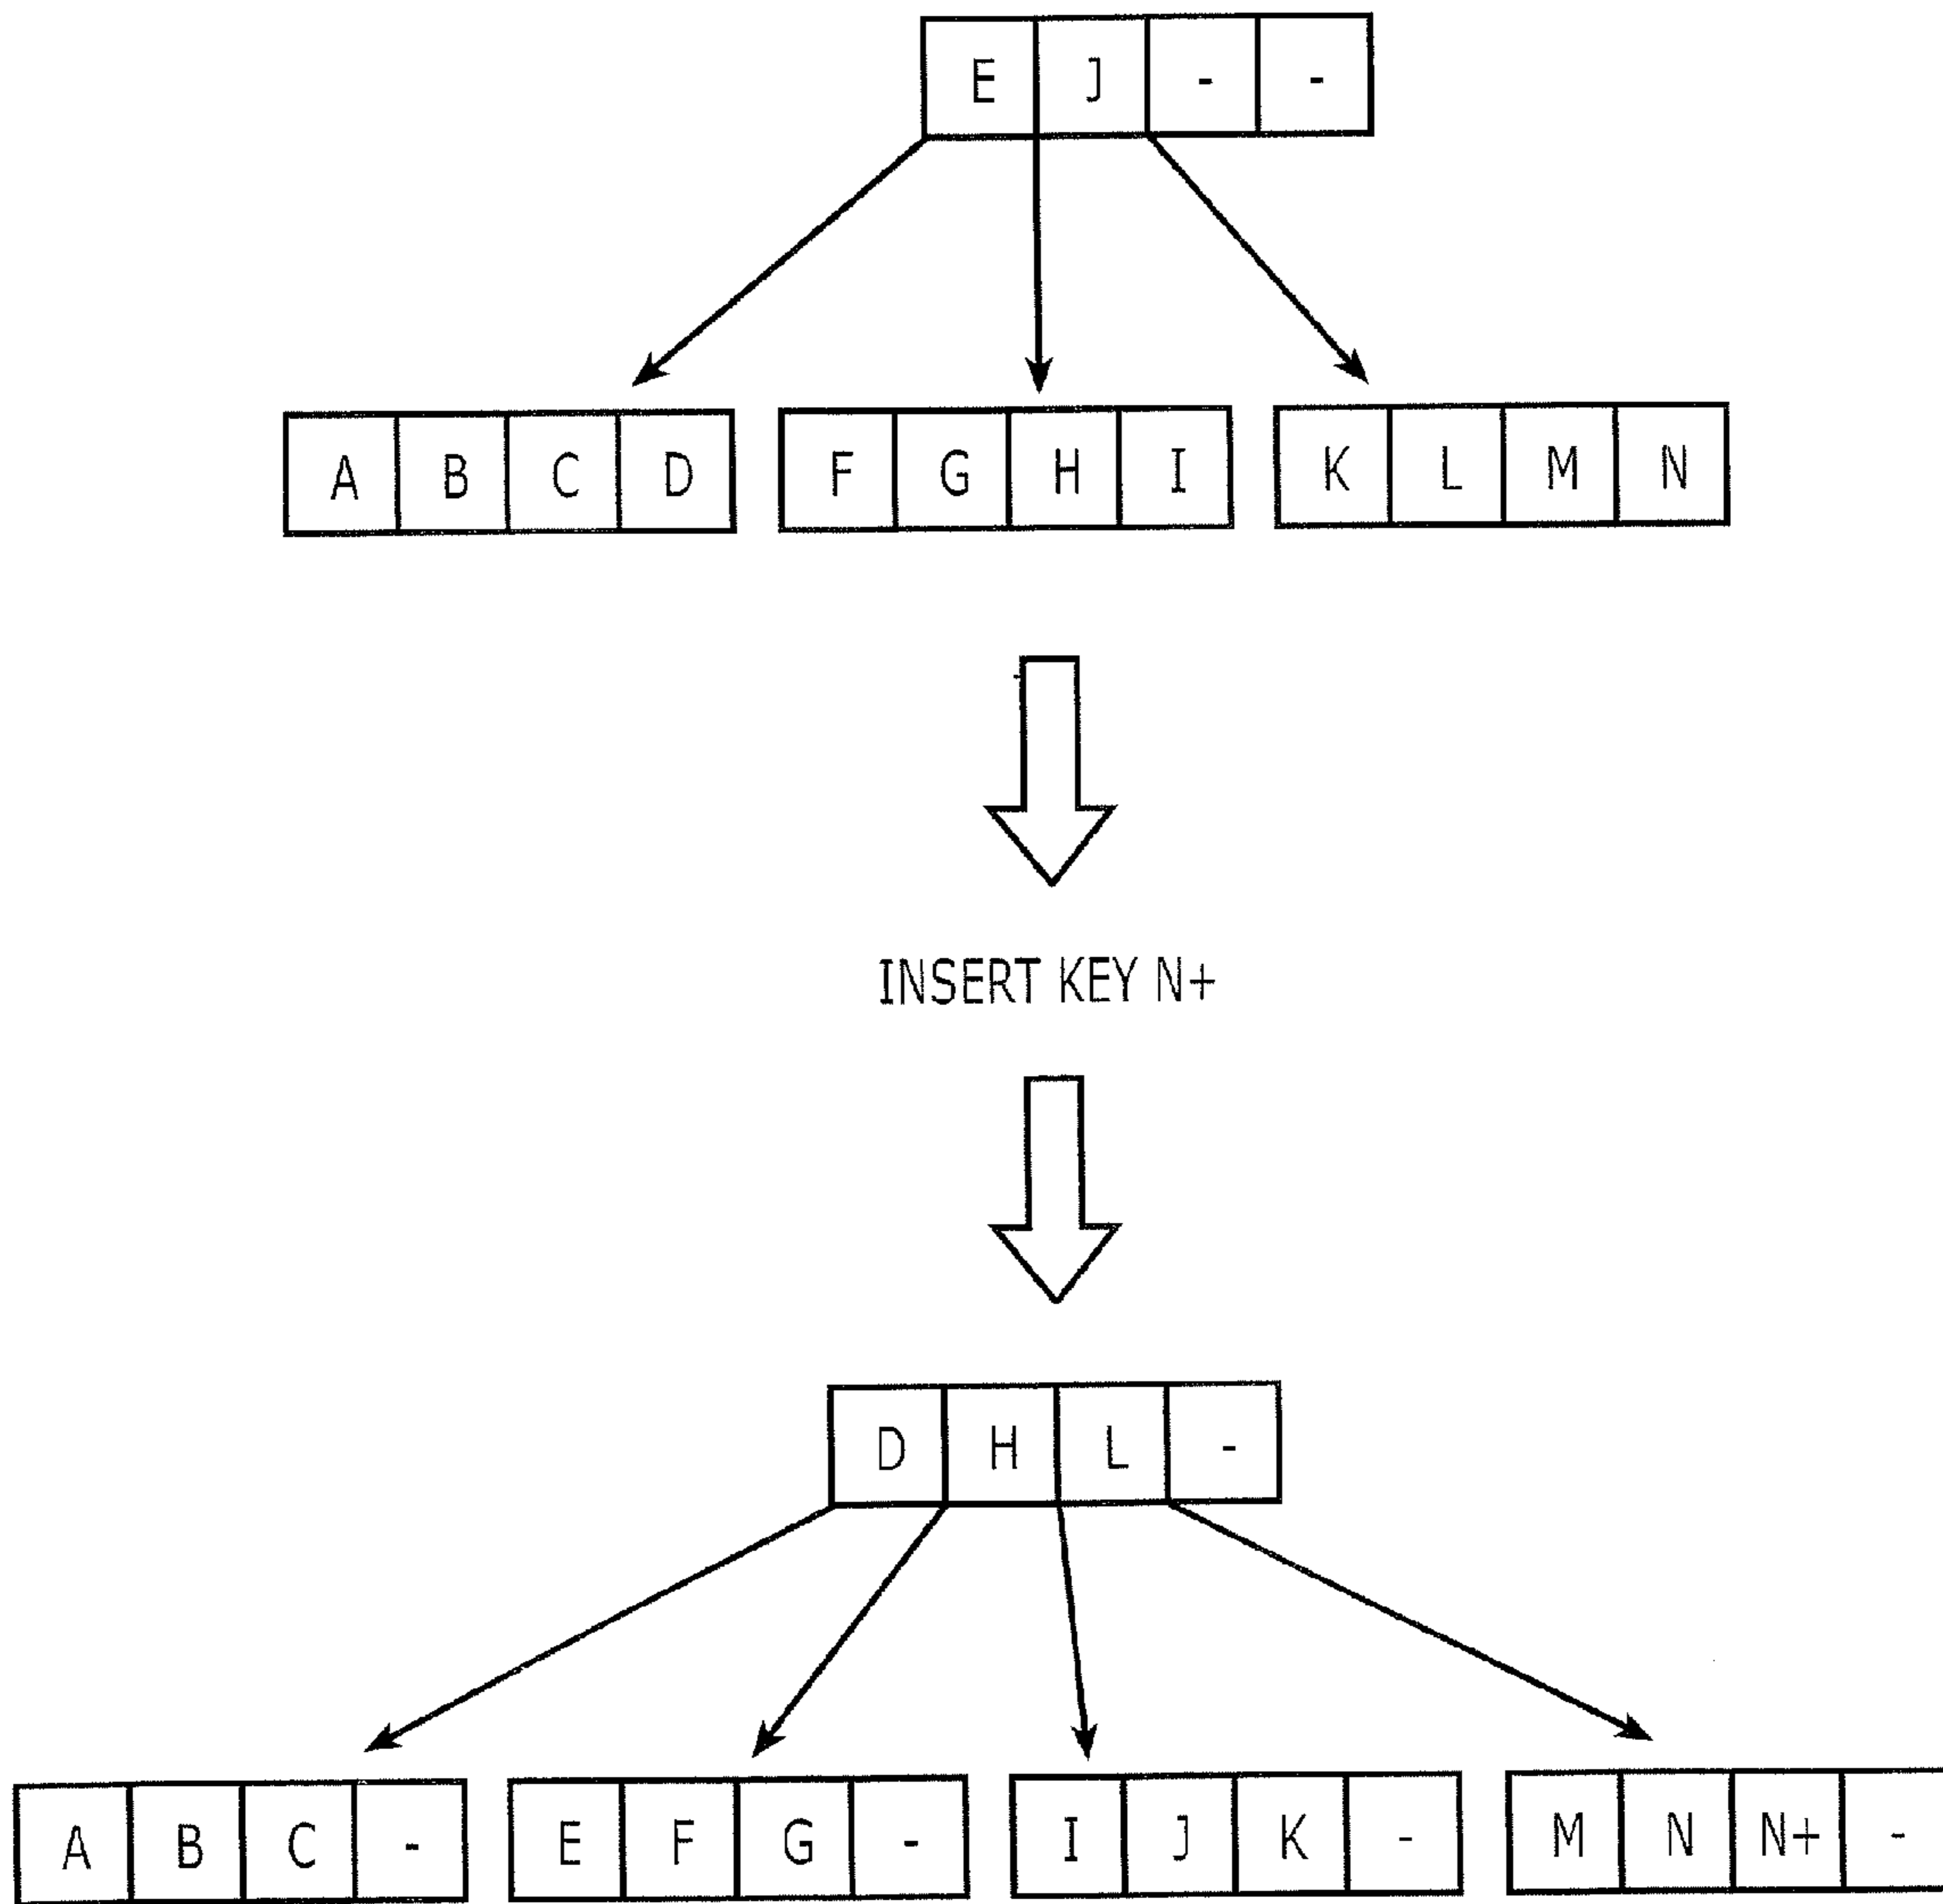 E J - -
A B C D F G H I K L M N
INSERT KEY N+
D H L -
A B C - E F G - I J K - M N N+ -